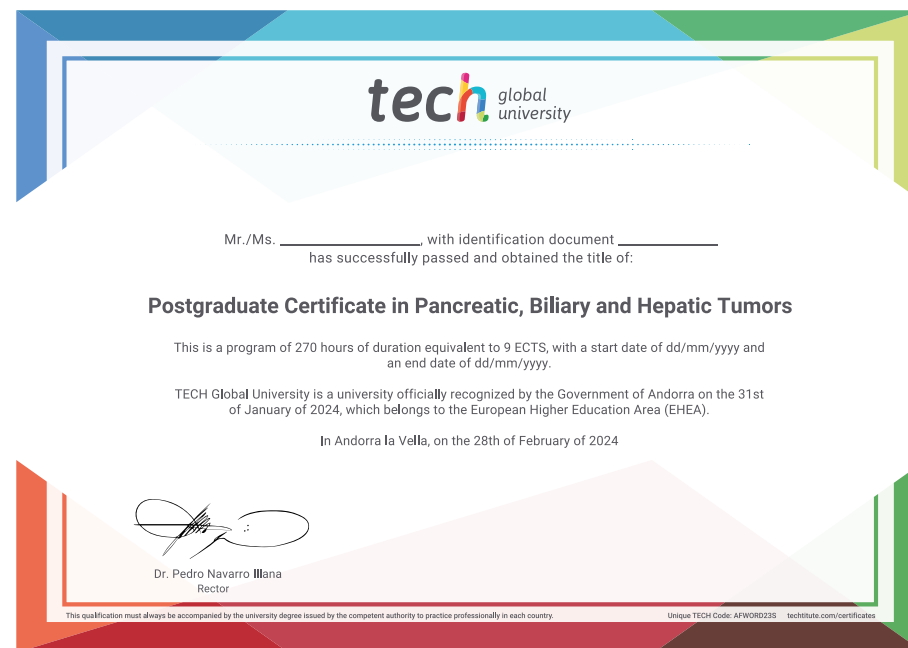 tech global
university
Mr./Ms. ____________, with identification document ____________
has successfully passed and obtained the title of:
Postgraduate Certificate in Pancreatic, Biliary and Hepatic Tumors
This is a program of 270 hours of duration equivalent to 9 ECTS, with a start date of dd/mm/yyyy and
an end date of dd/mm/yyyy.
TECH Global University is a university officially recognized by the Government of Andorra on the 31st
of January of 2024, which belongs to the European Higher Education Area (EHEA).
In Andorra la Vella, on the 28th of February of 2024
Dr. Pedro Navarro Illana
Rector
This qualification must always be accompanied by the university degree issued by the competent authority to practice professionally in each country.
Unique TECH Code: AFWORD23S techtitute.com/certificates